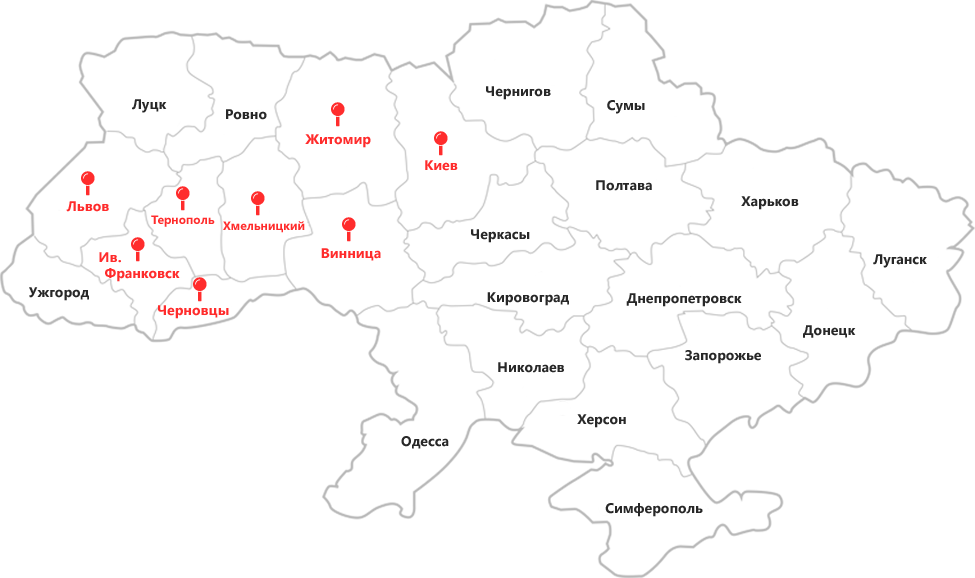 Чернигов
Луцк
Сумы
Ровно
Житомир
Киев
Полтава
Львов
Харьков
Тернополь
Хмельницкий
Черкасы
Винница
Ив.
Франковск
Луганск
Ужгород
Кировоград
Днепропетровск
Черновцы
Донецк
Запорожье
Николаев
Херсон
Одесса
Симферополь